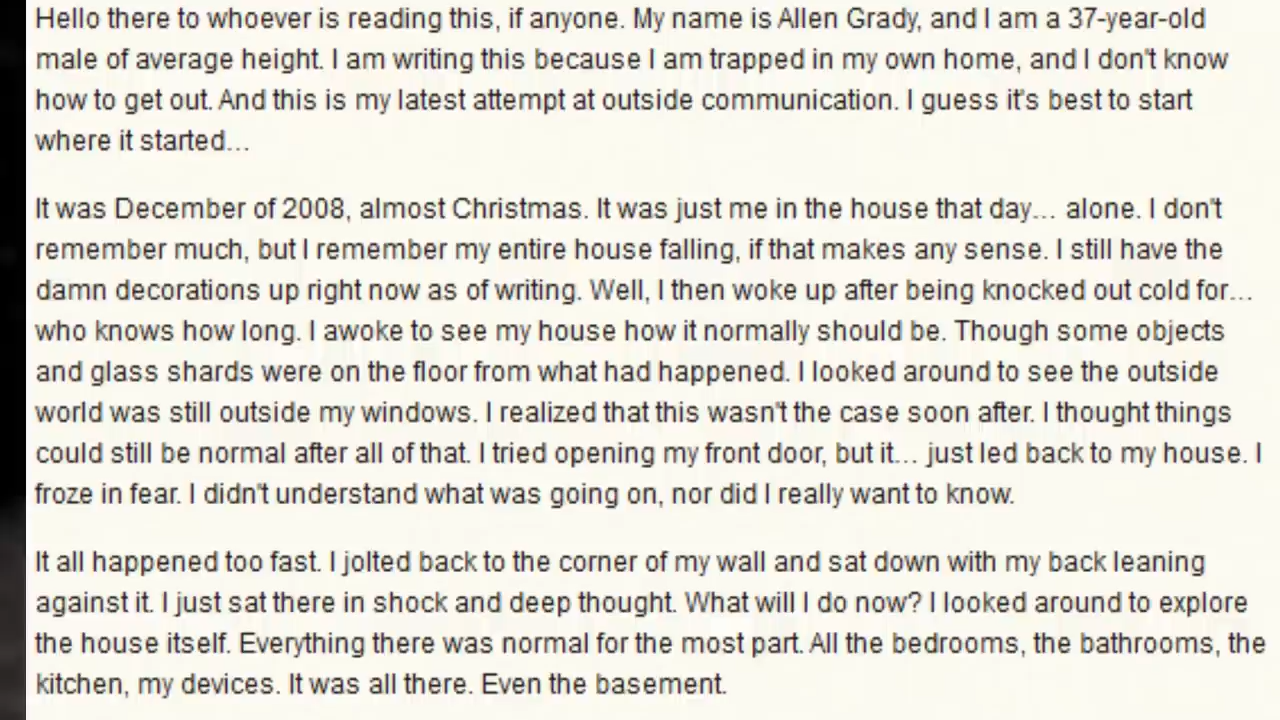 Hello there to whoever is reading this, if anyone. My name is Allen Grady, and I am a 37-year-old
male of average height. I am writing this because I am trapped in my own home, and I don't know
how to get out. And this is my latest attempt at outside communication. I guess it's best to start
where it started…
It was December of 2008, almost Christmas. It was just me in the house that day… alone. I don't
remember much, but I remember my entire house falling, if that makes any sense. I still have the
damn decorations up right now as of writing. Well, I then woke up after being knocked out cold for…
who knows how long. I awoke to see my house how it normally should be. Though some objects
and glass shards were on the floor from what had happened. I looked around to see the outside
world was still outside my windows. I realized that this wasn't the case soon after. I thought things
could still be normal after all of that. I tried opening my front door, but it… just led back to my house. I
froze in fear. I didn't understand what was going on, nor did I really want to know.
It all happened too fast. I jolted back to the corner of my wall and sat down with my back leaning
against it. I just sat there in shock and deep thought. What will I do now? I looked around to explore
the house itself. Everything there was normal for the most part. All the bedrooms, the bathrooms, the
kitchen, my devices. It was all there. Even the basement.